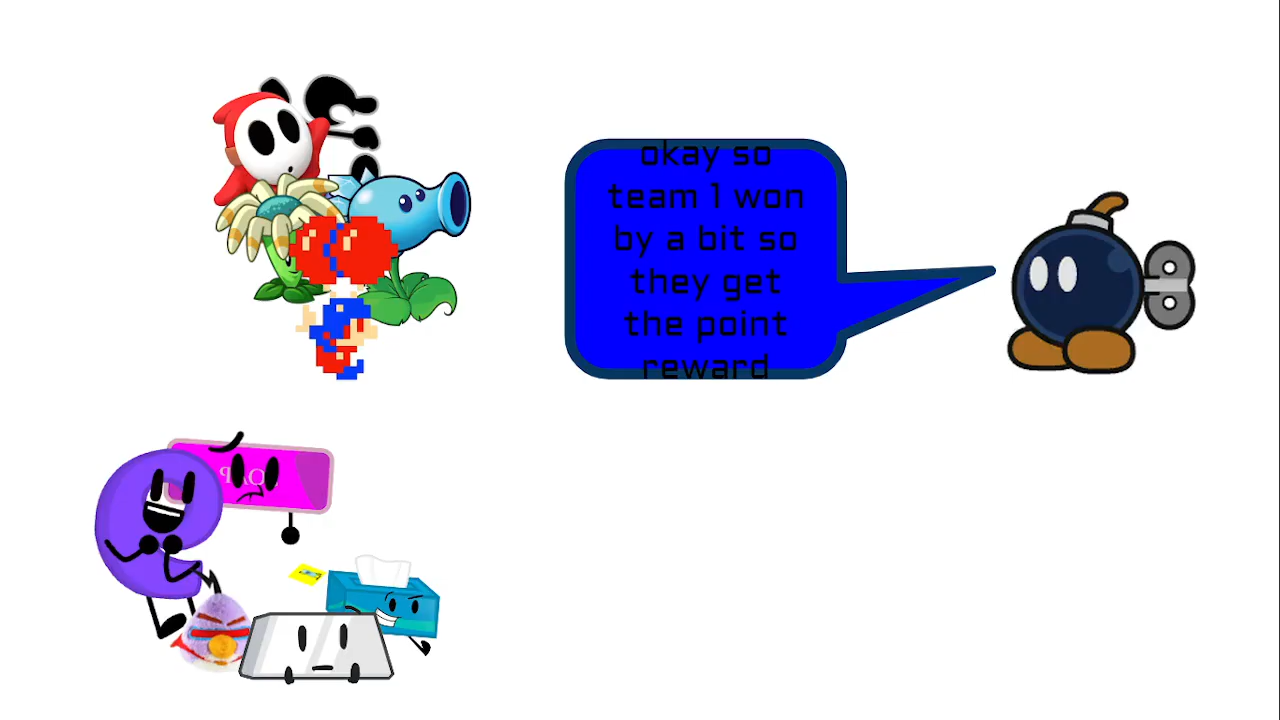 okay so
team 1 won
by a bit so
they get
the point
reward